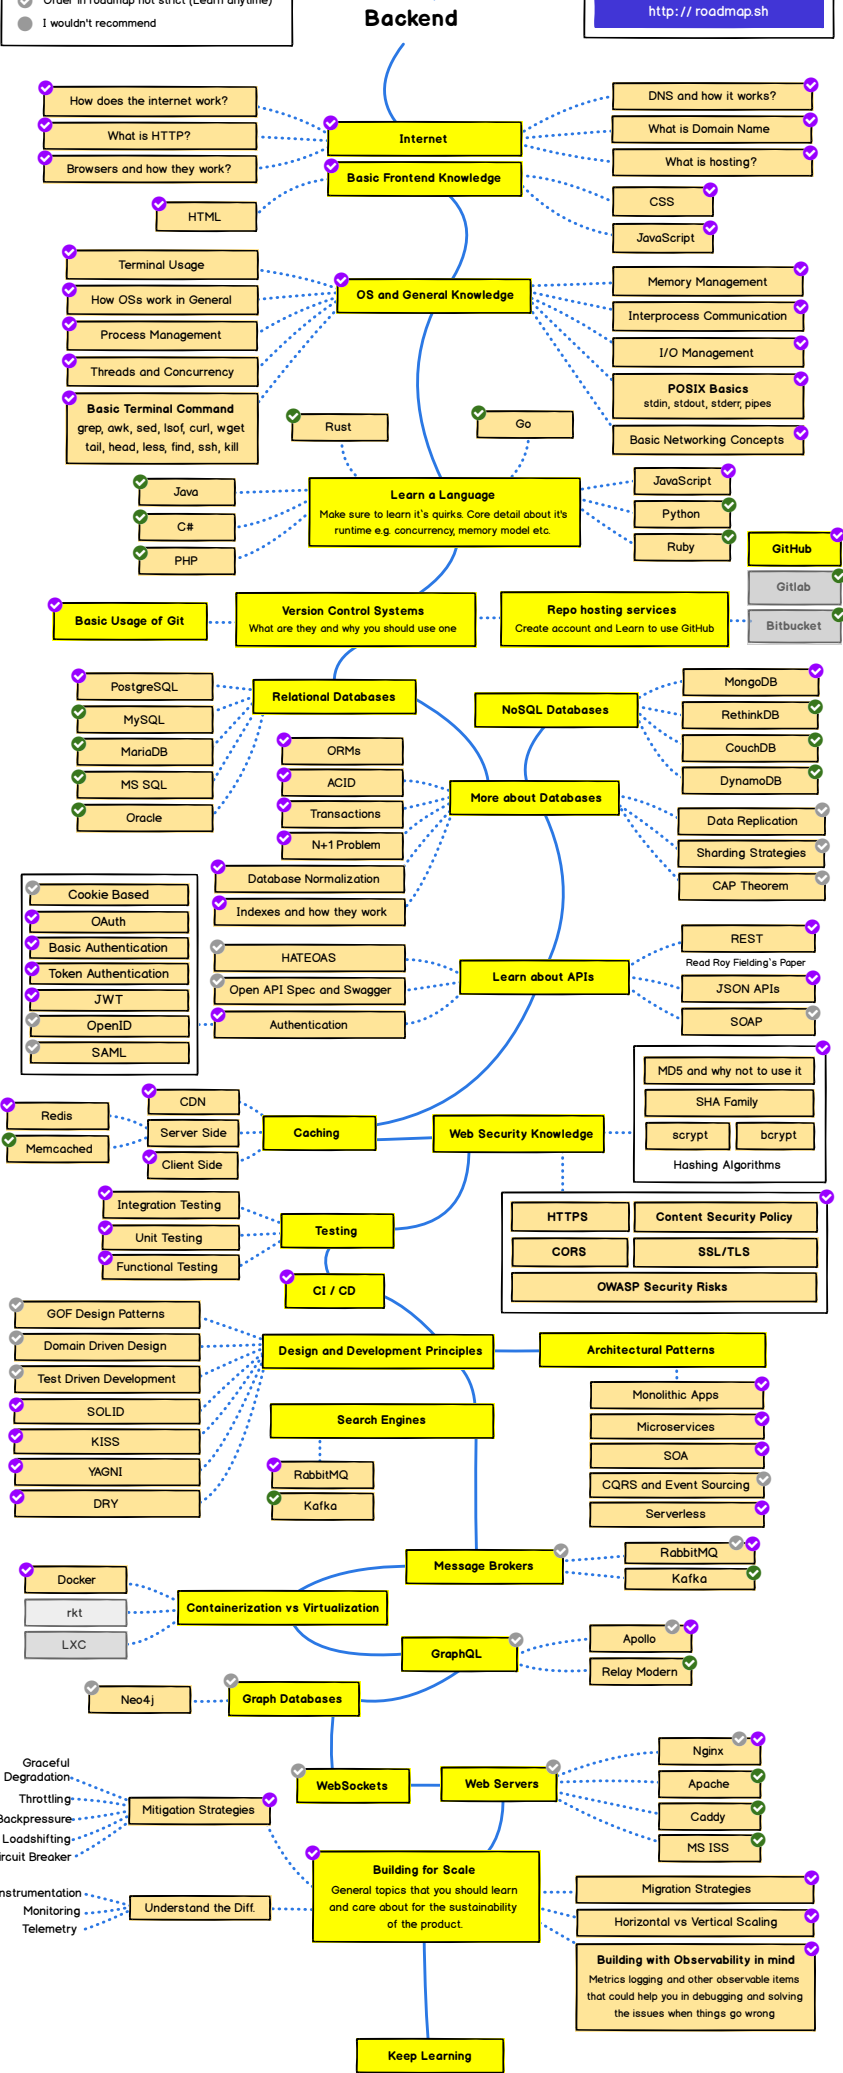 Order in roadmap not strict (Learn anytime)
I wouldn't recommend
Backend
http://roadmap.sh
How does the internet work?
What is HTTP?
Browsers and how they work?
Internet
DNS and how it works?
What is Domain Name
What is hosting?
Basic Frontend Knowledge
HTML
CSS
JavaScript
Terminal Usage
How OSs work in General
Process Management
Threads and Concurrency
Basic Terminal Command
grep, awk, sed, lsof, curl, wget
tail, head, less, find, ssh, kill
OS and General Knowledge
Memory Management
Interprocess Communication
I/O Management
POSIX Basics
stdin, stdout, stderr, pipes
Basic Networking Concepts
Rust
Go
Java
C#
PHP
Learn a Language
Make sure to learn it`s quirks. Core detail about it's
runtime e.g. concurrency, memory model etc.
JavaScript
Python
Ruby
GitHub
Gitlab
Bitbucket
Basic Usage of Git
Version Control Systems
What are they and why you should use one
Repo hosting services
Create account and Learn to use GitHub
PostgreSQL
MySQL
MariaDB
MS SQL
Oracle
Relational Databases
NoSQL Databases
MongoDB
RethinkDB
CouchDB
DynamoDB
ORMs
ACID
Transactions
N+1 Problem
Database Normalization
Indexes and how they work
More about Databases
Data Replication
Sharding Strategies
CAP Theorem
Cookie Based
OAuth
Basic Authentication
Token Authentication
JWT
OpenID
SAML
HATEOAS
Open API Spec and Swagger
Authentication
Learn about APIs
REST
Read Roy Fielding's Paper
JSON APIs
SOAP
MD5 and why not to use it
SHA Family
scrypt
bcrypt
Hashing Algorithms
Redis
Memcached
CDN
Server Side
Client Side
Caching
Web Security Knowledge
HTTPS
Content Security Policy
CORS
SSL/TLS
OWASP Security Risks
Integration Testing
Unit Testing
Functional Testing
Testing
CI / CD
GOF Design Patterns
Domain Driven Design
Test Driven Development
SOLID
KISS
YAGNI
DRY
Design and Development Principles
Architectural Patterns
Monolithic Apps
Microservices
SOA
CQRS and Event Sourcing
Serverless
Search Engines
RabbitMQ
Kafka
Message Brokers
RabbitMQ
Kafka
Docker
rkt
LXC
Containerization vs Virtualization
GraphQL
Apollo
Relay Modern
Neo4j
Graph Databases
WebSockets
Web Servers
Nginx
Apache
Caddy
MS ISS
Graceful
Degradation
Throttling
Backpressure
Loadshifting
ircuit Breaker
Mitigation Strategies
nstrumentation
Monitoring
Telemetry
Understand the Diff.
Building for Scale
General topics that you should learn
and care about for the sustainability
of the product.
Migration Strategies
Horizontal vs Vertical Scaling
Building with Observability in mind
Metrics logging and other observable items
that could help you in debugging and solving
the issues when things go wrong
Keep Learning